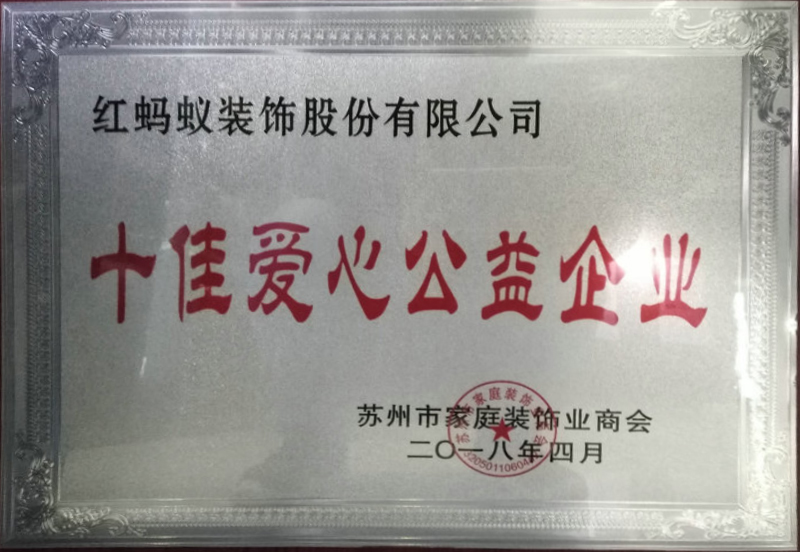 红蚂蚁装饰股份有限公司
十佳爱心公益企业
苏州市家庭装饰业商会
二〇一八年四月